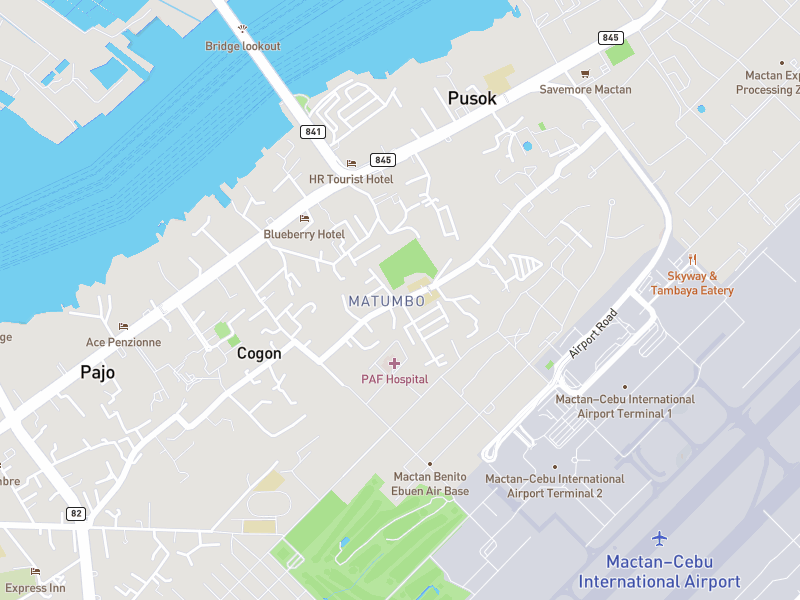 Bridge lookout
845
Mactan Exp
Processing Z
Savemore Mactan
Pusok
841
845
HR Tourist Hotel
Blueberry Hotel
Skyway &
Tambaya Eatery
MATUMBO
Airport Road
ge
Ace Penzionne
Cogon
Pajo
PAF Hospital
Mactan–Cebu International
Airport Terminal 1
Mactan Benito
Ebuen Air Base
Mactan–Cebu International
Airport Terminal 2
mbre
82
Mactan–Cebu
International Airport
Express Inn